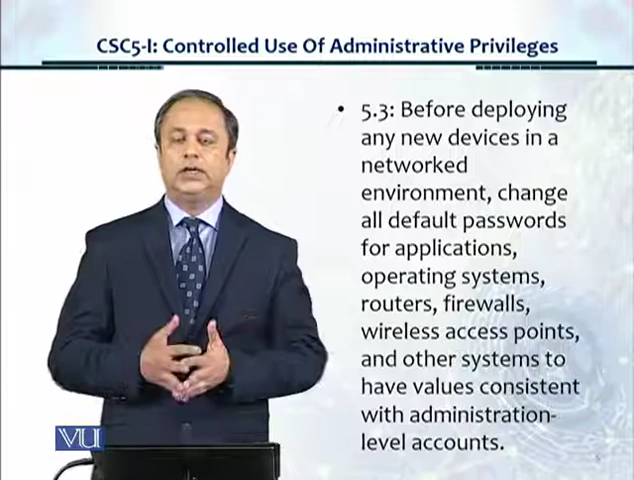 CSC5-I: Controlled Use Of Administrative Privileges
• 5.3: Before deploying
any new devices in a
networked
environment, change
all default passwords
for applications,
operating systems,
routers, firewalls,
wireless access points,
and other systems to
have values consistent
with administration-
level accounts.
VU